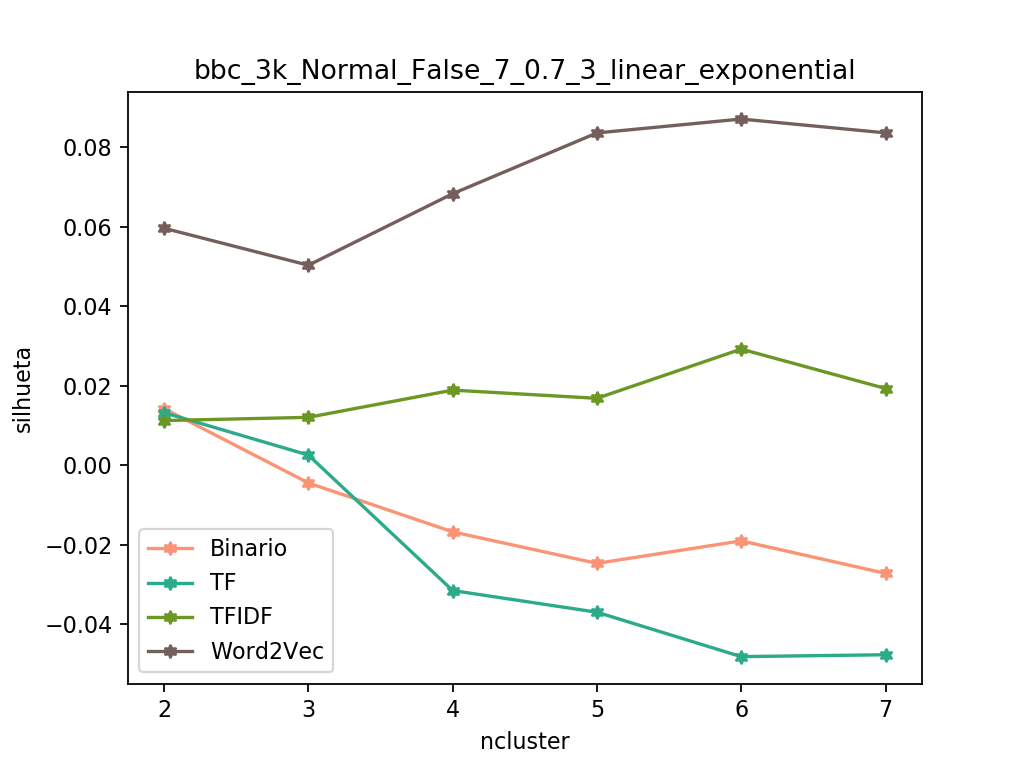 bbc_3k_Normal_False_7_0.7_3_linear_exponential
silhueta
0.08
0.06
0.04
0.02
0.00
−0.02
−0.04
Binario
TF
TFIDF
Word2Vec
2 3 4 5 6 7
ncluster